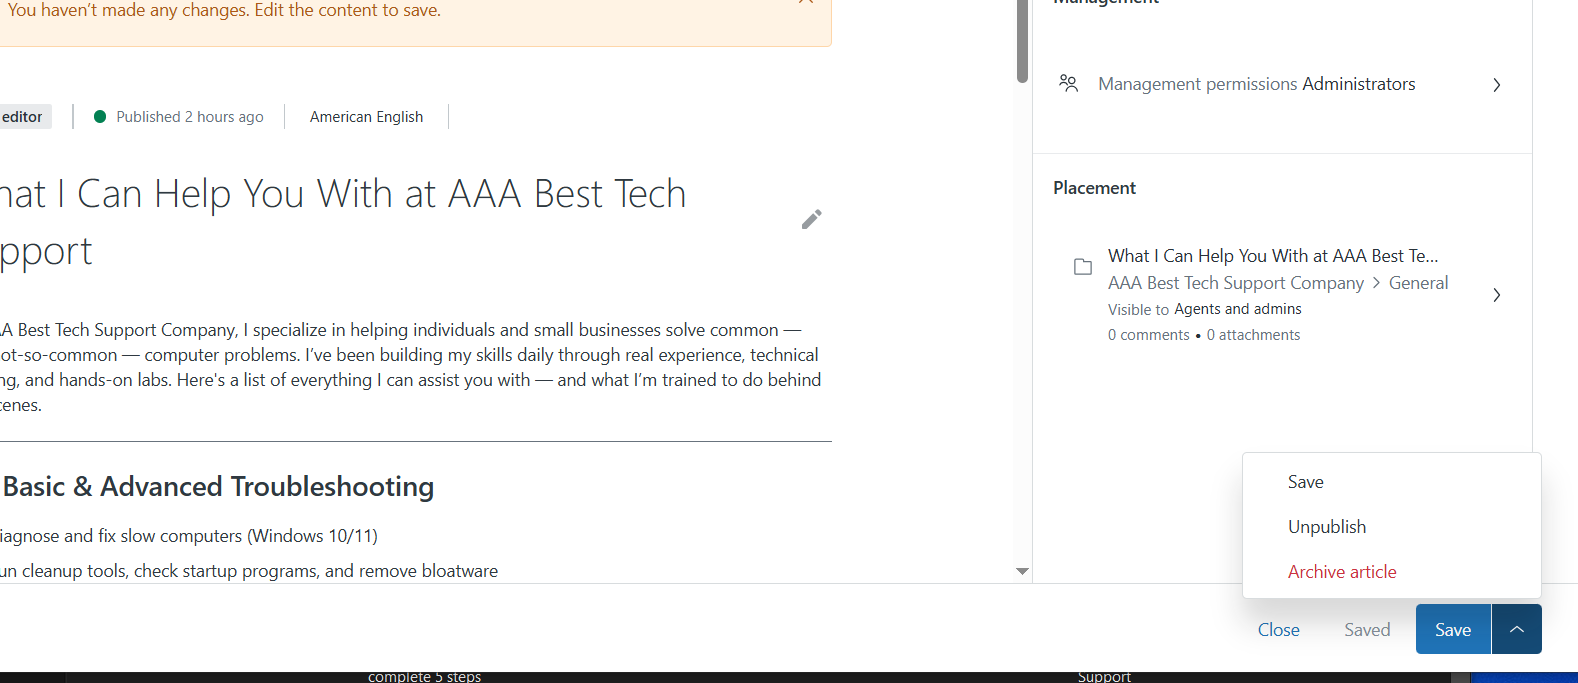 You haven’t made any changes. Edit the content to save.
Management
Management permissions Administrators
editor
Published 2 hours ago
American English
Placement
hat I Can Help You With at AAA Best Tech
pport
What I Can Help You With at AAA Best Te...
AAA Best Tech Support Company > General
Visible to Agents and admins
0 comments • 0 attachments
A Best Tech Support Company, I specialize in helping individuals and small businesses solve common —
ot-so-common — computer problems. I’ve been building my skills daily through real experience, technical
ng, and hands-on labs. Here's a list of everything I can assist you with — and what I’m trained to do behind
cenes.
Basic & Advanced Troubleshooting
iagnose and fix slow computers (Windows 10/11)
un cleanup tools, check startup programs, and remove bloatware
Save
Unpublish
Archive article
Close
Saved
Save
complete 5 steps
Support